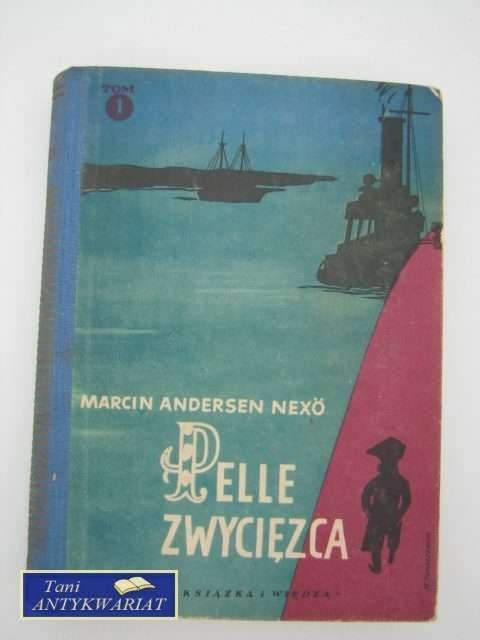 TOM
1
MARCIN ANDERSEN NEXÖ
PELLE
ZWYCIĘZCA
KSIĄŻKA i WIEDZA
Tani
ANTYKWARIAT